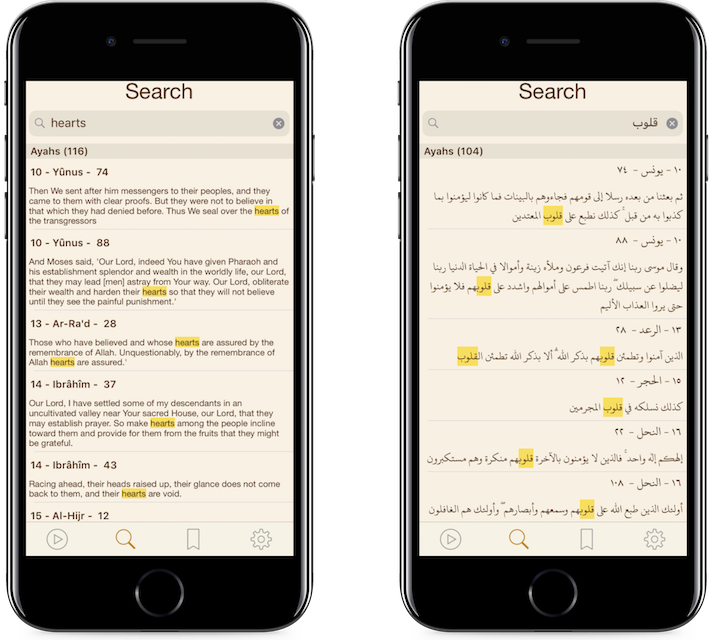 Search
hearts
Ayahs (116)
10 - Yûnus - 74
Then We sent after him messengers to their peoples, and they
came to them with clear proofs. But they were not to believe in
that which they had denied before. Thus We seal over the hearts of
the transgressors
10 - Yûnus - 88
And Moses said, 'Our Lord, indeed You have given Pharaoh and
his establishment splendor and wealth in the worldly life, our Lord,
that they may lead [men] astray from Your way. Our Lord, obliterate
their wealth and harden their hearts so that they will not believe
until they see the painful punishment.'
13 - Ar-Ra'd - 28
Those who have believed and whose hearts are assured by the
remembrance of Allah. Unquestionably, by the remembrance of
Allah hearts are assured.'
14 - Ibrâhîm - 37
Our Lord, I have settled some of my descendants in an
uncultivated valley near Your sacred House, our Lord, that they
may establish prayer. So make hearts among the people incline
toward them and provide for them from the fruits that they might
be grateful.
14 - Ibrâhîm - 43
Racing ahead, their heads raised up, their glance does not come
back to them, and their hearts are void.
15 - Al-Hijr - 12
Search
قلوب
Ayahs (104)
١٠ - يونس - ٧٤
ثم بعثنا من بعده رسلا إلى قومهم فجاءوهم بالبينات فما كانوا ليؤمنوا بما
كذبوا به من قبل ۚ كذلك نطبع على قلوب المعتدين
١٠ - يونس - ٨٨
وقال موسى ربنا إنك آتيت فرعون وملأه زينة وأموالا في الحياة الدنيا ربنا
ليضلوا عن سبيلك ۖ ربنا اطمس على أموالهم واشدد على قلوبهم فلا يؤمنوا
حتى يروا العذاب الأليم
١٣ - الرعد - ٢٨
الذين آمنوا وتطمئن قلوبهم بذكر الله ۗ ألا بذكر الله تطمئن القلوب
١٥ - الحجر - ١٢
كذلك نسلكه في قلوب المجرمين
١٦ - النحل - ٢٢
إلهكم إله واحد ۚ فالذين لا يؤمنون بالآخرة قلوبهم منكرة وهم مستكبرون
١٦ - النحل - ١٠٨
أولئك الذين طبع الله على قلوبهم وسمعهم وأبصارهم ۖ وأولئك هم الغافلون